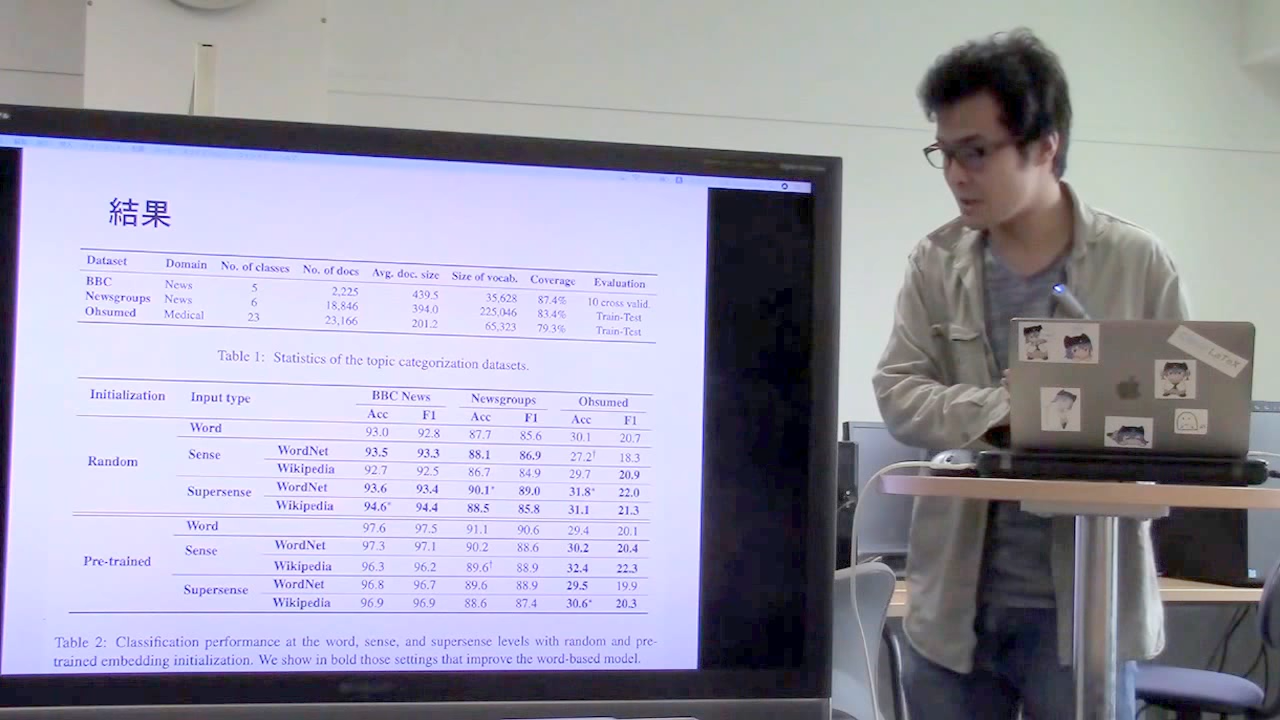 結果
Dataset Domain No. of classes No. of docs Avg. doc. size Size of vocab. Coverage Evaluation
BBC News 5 2,225 439.5 35,628 87.4% 10 cross valid.
Newsgroups News 6 18,846 394.0 225,046 83.4% Train-Test
Ohsumed Medical 23 23,166 201.2 65,323 79.3% Train-Test
Table 1: Statistics of the topic categorization datasets.
Initialization Input type BBC News Newsgroups Ohsumed
Acc F1 Acc F1 Acc F1
Random Word 93.0 92.8 87.7 85.6 30.1 20.7
Sense WordNet 93.5 93.3 88.1 86.9 27.2† 18.3
Wikipedia 92.7 92.5 86.7 84.9 29.7 20.9
Supersense WordNet 93.6 93.4 90.1* 89.0 31.8* 22.0
Wikipedia 94.6* 94.4 88.5 85.8 31.1 21.3
Pre-trained Word 97.6 97.5 91.1 90.6 29.4 20.1
Sense WordNet 97.3 97.1 90.2 88.6 30.2 20.4
Wikipedia 96.3 96.2 89.6† 88.9 32.4 22.3
Supersense WordNet 96.8 96.7 89.6 88.9 29.5 19.9
Wikipedia 96.9 96.9 88.6 87.4 30.6* 20.3
Table 2: Classification performance at the word, sense, and supersense levels with random and pre-
trained embedding initialization. We show in bold those settings that improve the word-based model.